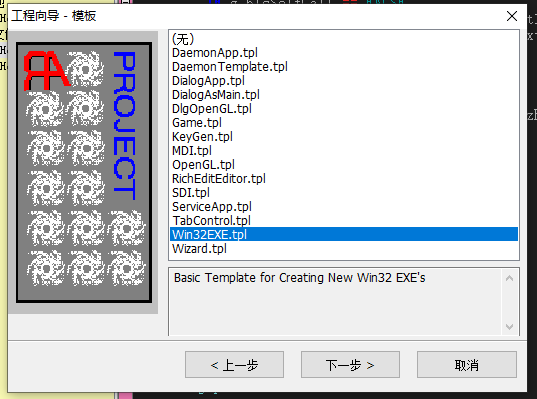 工程向导 - 模板
RA
PROJECT
(无)
DaemonApp.tpl
DaemonTemplate.tpl
DialogApp.tpl
DialogAsMain.tpl
DlgOpenGL.tpl
Game.tpl
KeyGen.tpl
MDI.tpl
OpenGL.tpl
RichEditEditor.tpl
SDI.tpl
ServiceApp.tpl
TabControl.tpl
Win32EXE.tpl
Wizard.tpl
Basic Template for Creating New Win32 EXE's
< 上一步
下一步 >
取消